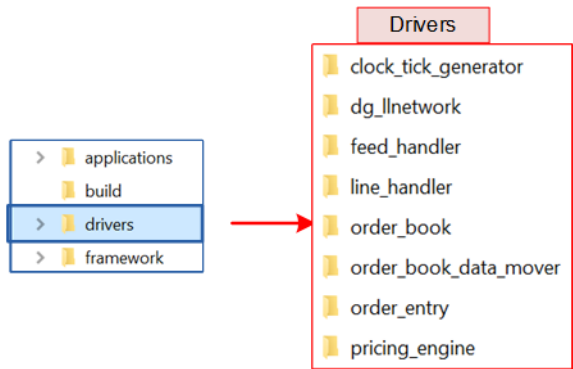 Drivers
clock_tick_generator
dg_llnetwork
feed_handler
line_handler
order_book
order_book_data_mover
order_entry
pricing_engine
applications
build
drivers
framework